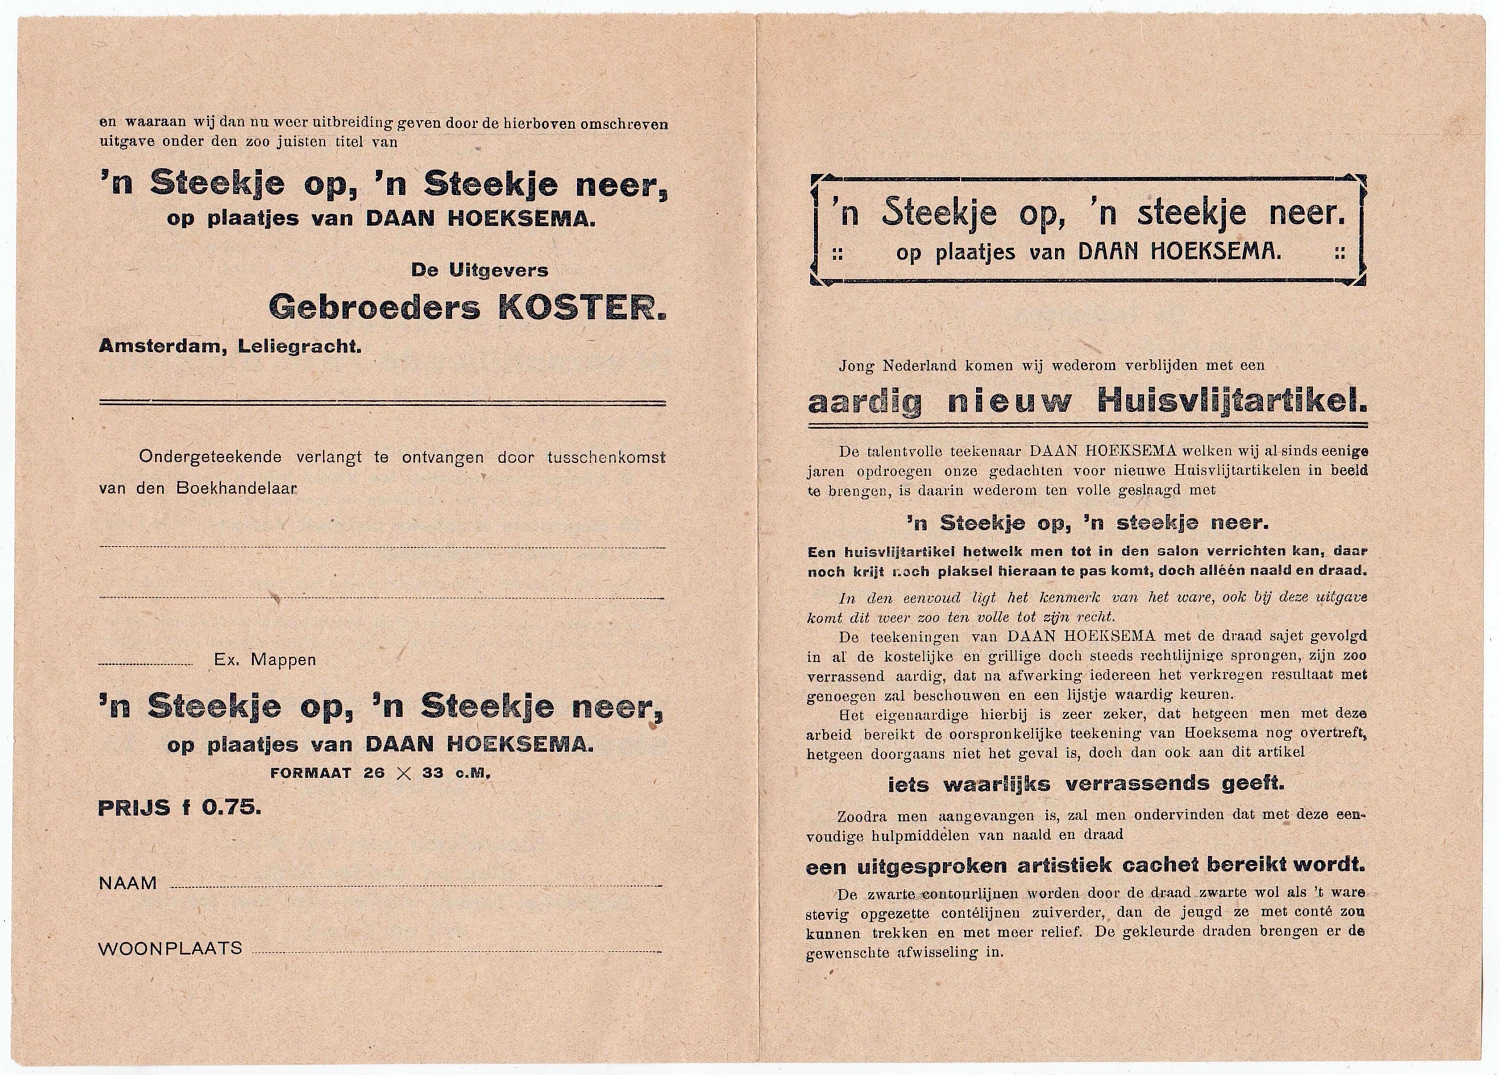 en waaraan wij dan nu weer uitbreiding geven door de hierboven omschreven
uitgave onder den zoo juisten titel van
'n Steekje op, 'n Steekje neer,
op plaatjes van DAAN HOEKSEMA.
De Uitgevers
Gebroeders KOSTER.
Amsterdam, Leliegracht.
Ondergeteekende verlangt te ontvangen door tusschenkomst
van den Boekhandelaar
Ex. Mappen
'n Steekje op, 'n Steekje neer,
op plaatjes van DAAN HOEKSEMA.
FORMAAT 26 × 33 c.M.
PRIJS f 0.75.
NAAM
WOONPLAATS
'n Steekje op, 'n steekje neer.
:: op plaatjes van DAAN HOEKSEMA. ::
Jong Nederland komen wij wederom verblijden met een
aardig nieuw Huisvlijtartikel.
De talentvolle teekenaar DAAN HOEKSEMA welken wij al sinds eenige
jaren opdroegen onze gedachten voor nieuwe Huisvlijtartikelen in beeld
te brengen, is daarin wederom ten volle geslaagd met
'n Steekje op, 'n steekje neer.
Een huisvlijtartikel hetwelk men tot in den salon verrichten kan, daar
noch krijt noch plaksel hieraan te pas komt, doch alléén naald en draad.
In den eenvoud ligt het kenmerk van het ware, ook bij deze uitgave
komt dit weer zoo ten volle tot zijn recht.
De teekeningen van DAAN HOEKSEMA met de draad sajet gevolgd
in al de kostelijke en grillige doch steeds rechtlijnige sprongen, zijn zoo
verrassend aardig, dat na afwerking iedereen het verkregen resultaat met
genoegen zal beschouwen en een lijstje waardig keuren.
Het eigenaardige hierbij is zeer zeker, dat hetgeen men met deze
arbeid bereikt de oorspronkelijke teekening van Hoeksema nog overtreft,
hetgeen doorgaans niet het geval is, doch dan ook aan dit artikel
iets waarlijks verrassends geeft.
Zoodra men aangevangen is, zal men ondervinden dat met deze een-
voudige hulpmiddelen van naald en draad
een uitgesproken artistiek cachet bereikt wordt.
De zwarte contourlijnen worden door de draad zwarte wol als 't ware
stevig opgezette contélijnen zuiverder, dan de jeugd ze met conté zou
kunnen trekken en met meer relief. De gekleurde draden brengen er de
gewenschte afwisseling in.